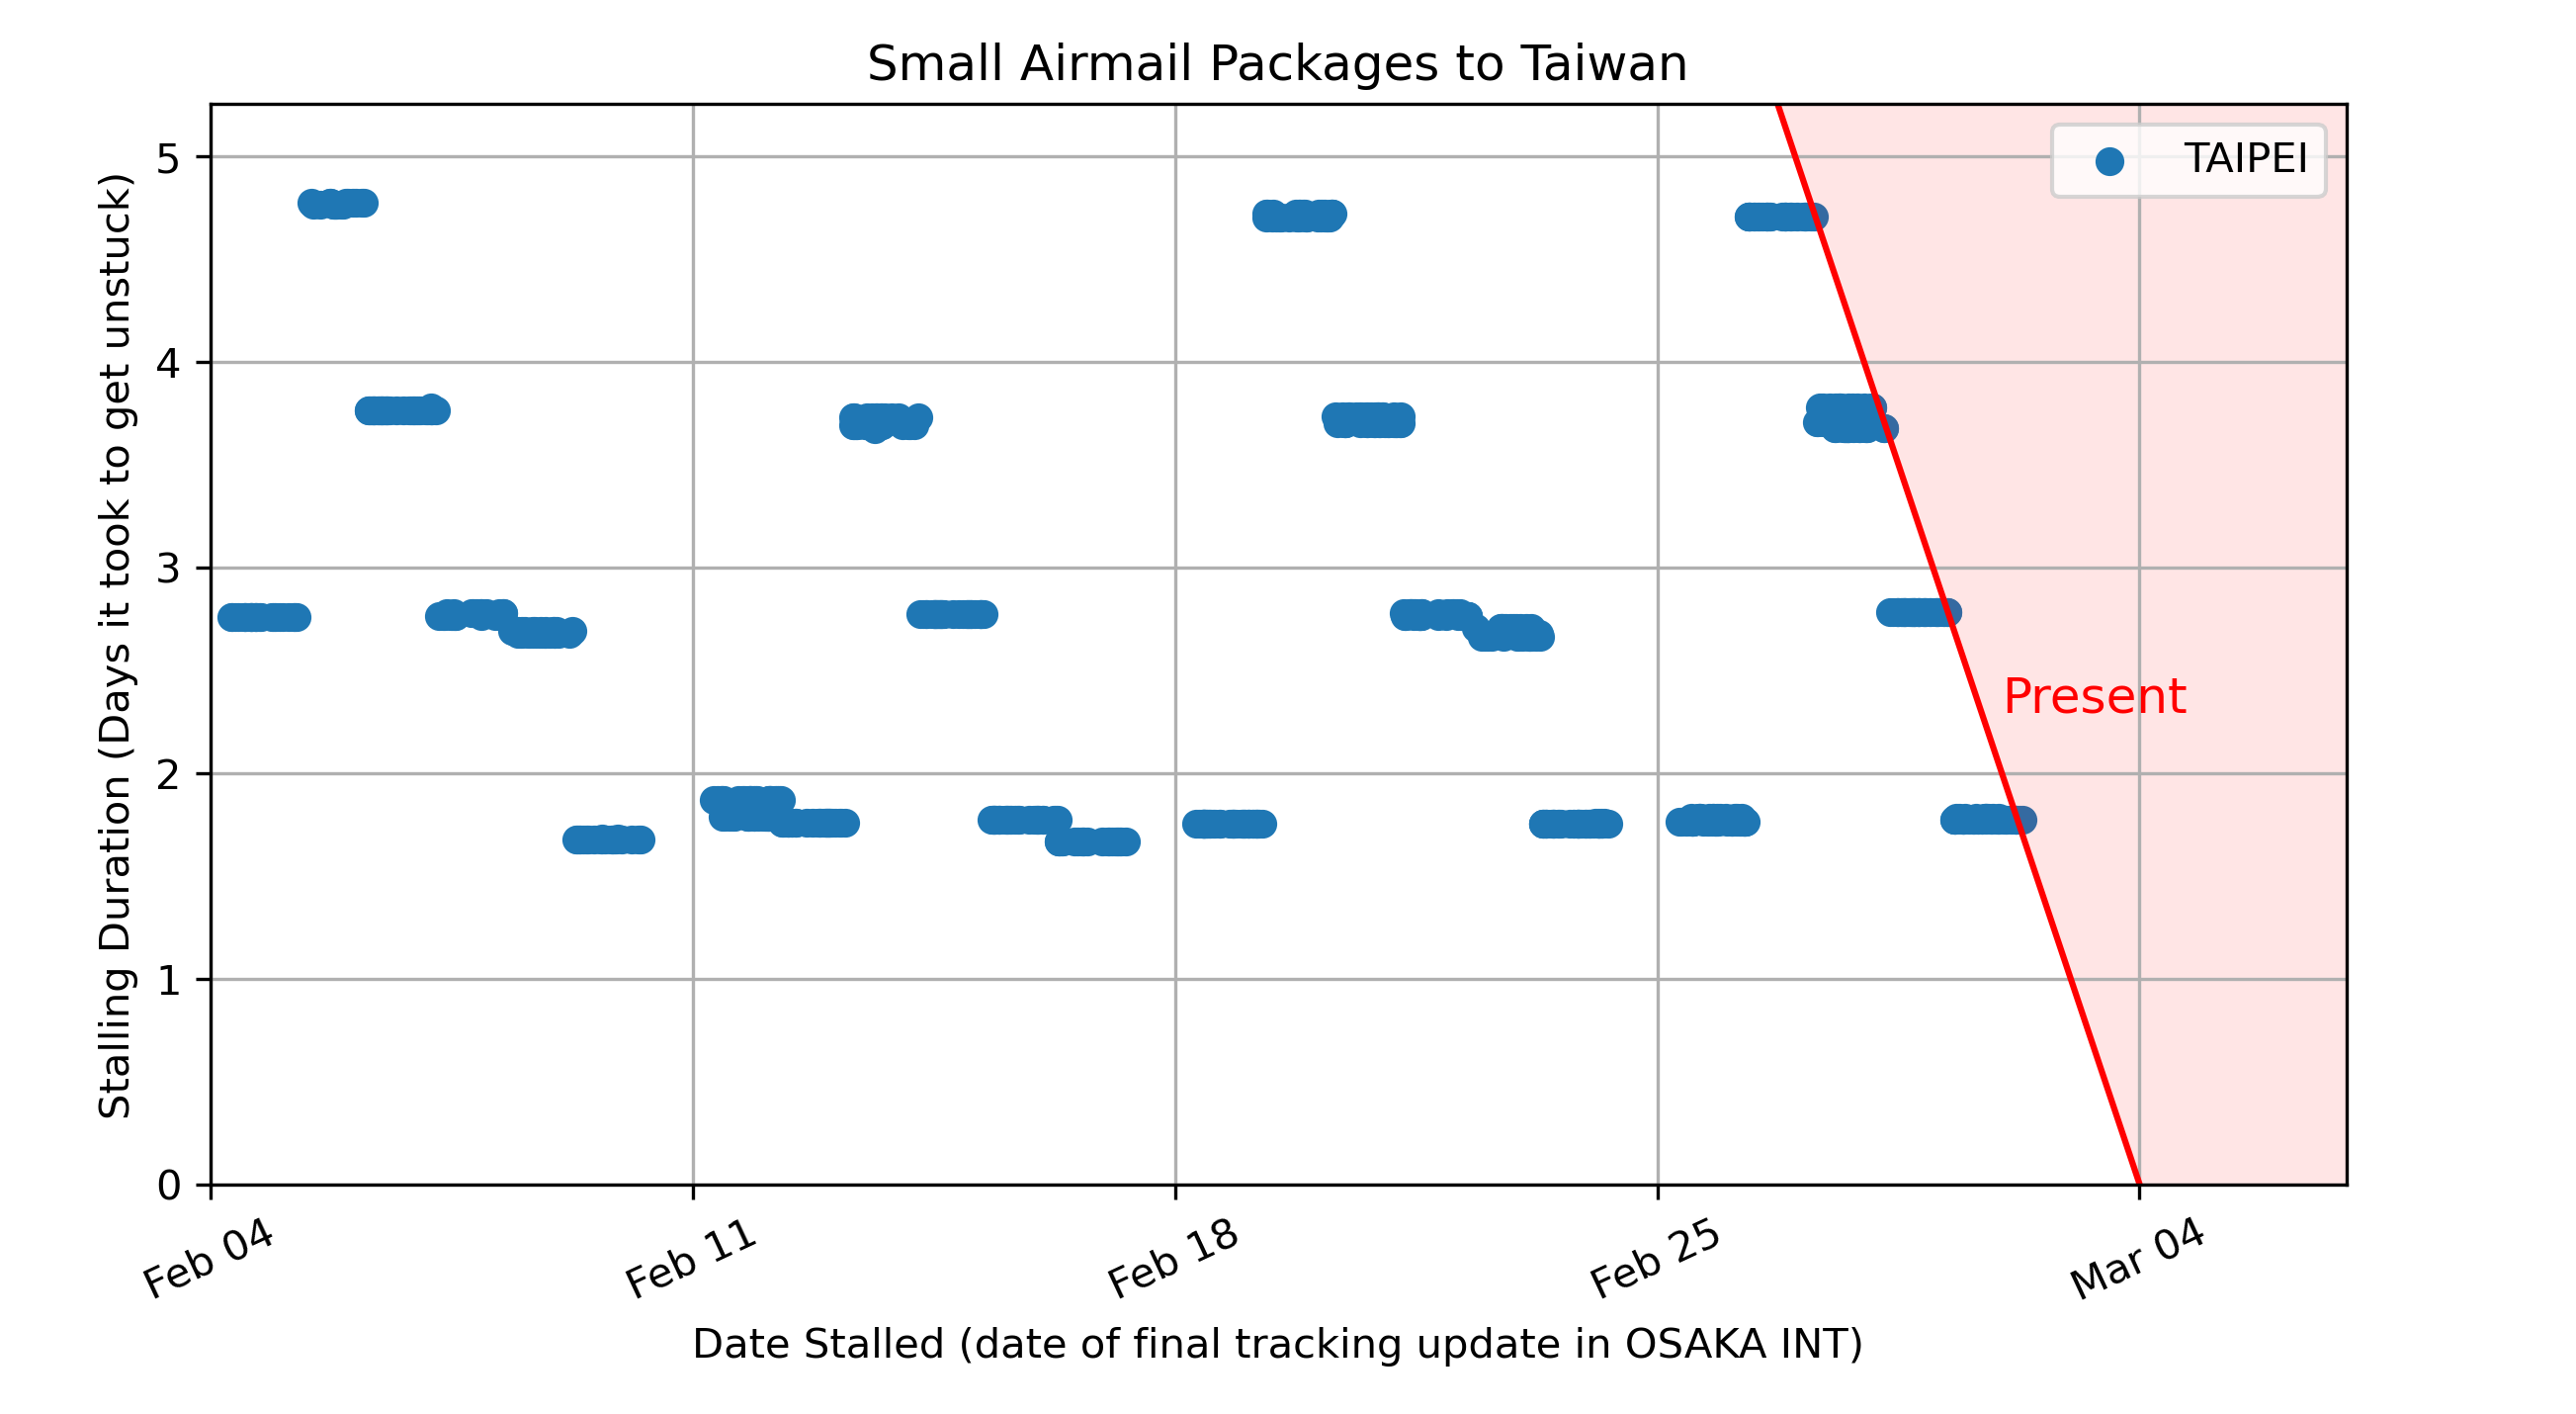 Small Airmail Packages to Taiwan
TAIPEI
Present
Stalling Duration (Days it took to get unstuck)
5
4
3
2
1
0
Feb 04
Feb 11
Feb 18
Feb 25
Mar 04
Date Stalled (date of final tracking update in OSAKA INT)